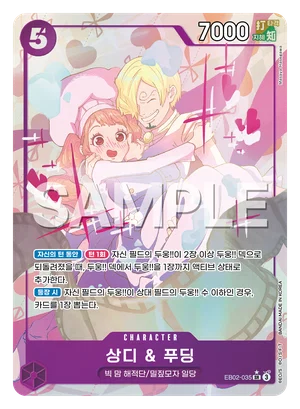 5
7000
打
知
SAMPLE
자신의 턴 동안 턴 1회 자신 필드의 두웅!!이 2장 이상 두웅!! 덱으로
되돌려졌을 때, 두웅!! 덱에서 두웅!!을 1장까지 액티브 상태로
추가한다.
등장 시 자신 필드의 두웅!!이 상대 필드의 두웅!! 수 이하인 경우,
카드를 1장 뽑는다.
CHARACTER
상디 & 푸딩
EB02-035 SR
빅 맘 해적단/밀짚모자 일당